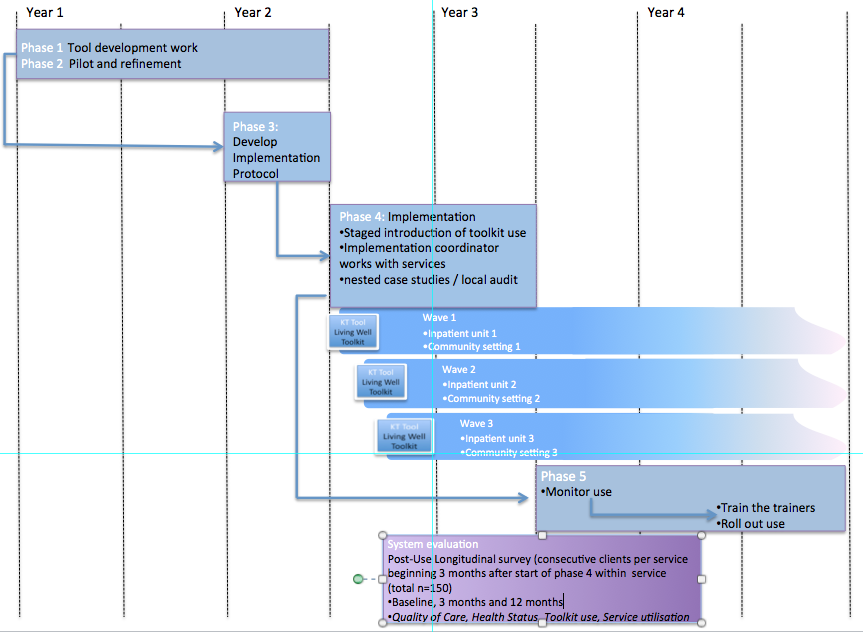 Year 1
Year 2
Year 3
Year 4
Phase 1 Tool development work
Phase 2 Pilot and refinement
Phase 3:
Develop
Implementation
Protocol
Phase 4: Implementation
•Staged introduction of toolkit use
•Implementation coordinator
works with services
•nested case studies / local audit
KT Tool
Living Well
Toolkit
Wave 1
•Inpatient unit 1
•Community setting 1
KT Tool
Living Well
Toolkit
Wave 2
•Inpatient unit 2
•Community setting 2
KT Tool
Living Well
Toolkit
Wave 3
•Inpatient unit 3
•Community setting 3
Phase 5
•Monitor use
•Train the trainers
•Roll out use
System evaluation
Post-Use Longitudinal survey (consecutive clients per service
beginning 3 months after start of phase 4 within service
(total n=150)
•Baseline, 3 months and 12 months
•Quality of Care, Health Status Toolkit use, Service utilisation